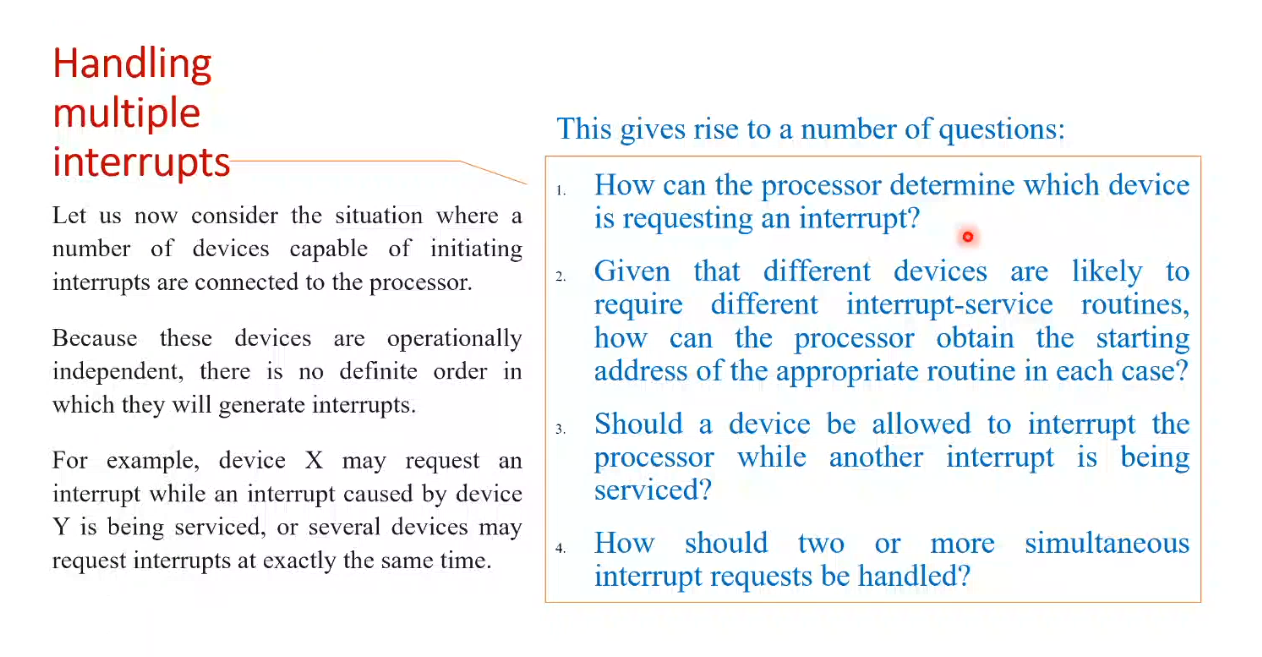 Handling
multiple
interrupts
Let us now consider the situation where a
number of devices capable of initiating
interrupts are connected to the processor.
Because these devices are operationally
independent, there is no definite order in
which they will generate interrupts.
For example, device X may request an
interrupt while an interrupt caused by device
Y is being serviced, or several devices may
request interrupts at exactly the same time.
This gives rise to a number of questions:
1. How can the processor determine which device
is requesting an interrupt?
2. Given that different devices are likely to
require different interrupt-service routines,
how can the processor obtain the starting
address of the appropriate routine in each case?
3. Should a device be allowed to interrupt the
processor while another interrupt is being
serviced?
4. How should two or more simultaneous
interrupt requests be handled?